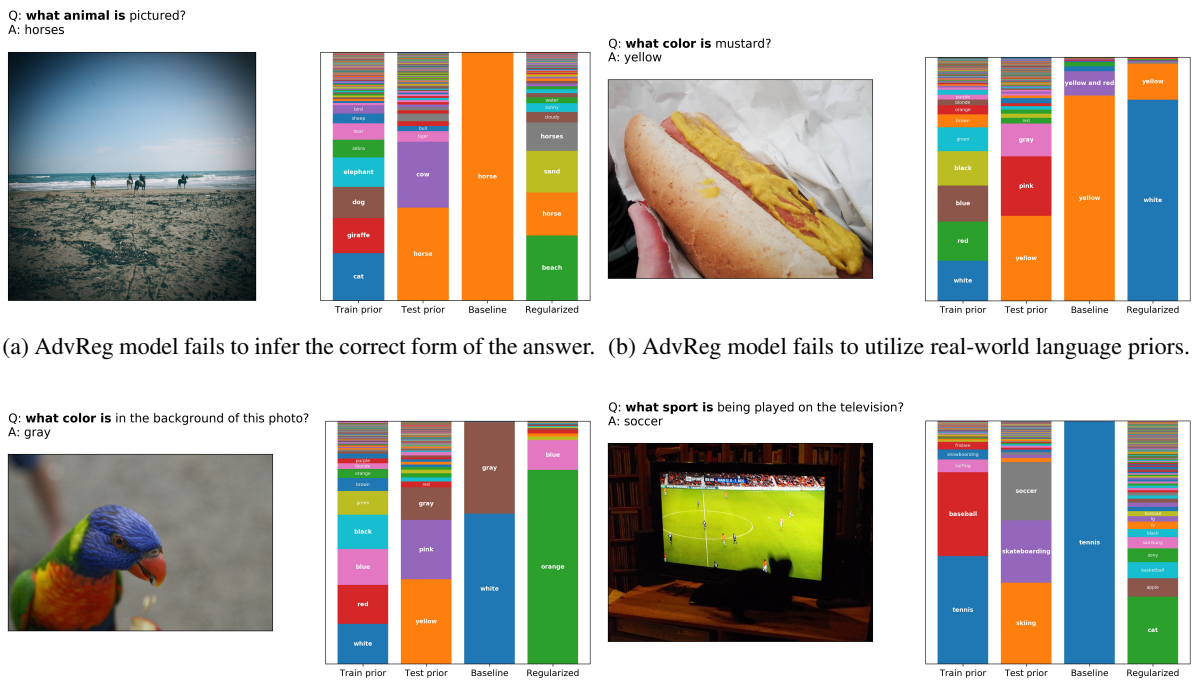 Q: what animal is pictured?
A: horses
bird
sheep
bear
zebra
elephant
dog
giraffe
cat
bull
tiger
cow
horse
horse
water
sunny
cloudy
horses
sand
horse
beach
Train prior
Test prior
Baseline
Regularized
(a) AdvReg model fails to infer the correct form of the answer.
Q: what color is mustard?
A: yellow
purple
blonde
orange
brown
green
black
blue
red
white
red
gray
pink
yellow
yellow and red
yellow
yellow
white
Train prior
Test prior
Baseline
Regularized
(b) AdvReg model fails to utilize real-world language priors.
Q: what color is in the background of this photo?
A: gray
purple
blonde
orange
brown
green
black
blue
red
white
red
gray
pink
yellow
gray
white
blue
orange
Train prior
Test prior
Baseline
Regularized
Q: what sport is being played on the television?
A: soccer
frisbee
snowboarding
surfing
baseball
tennis
soccer
skateboarding
skiing
tennis
tv
black
samsung
sony
basketball
apple
cat
Train prior
Test prior
Baseline
Regularized